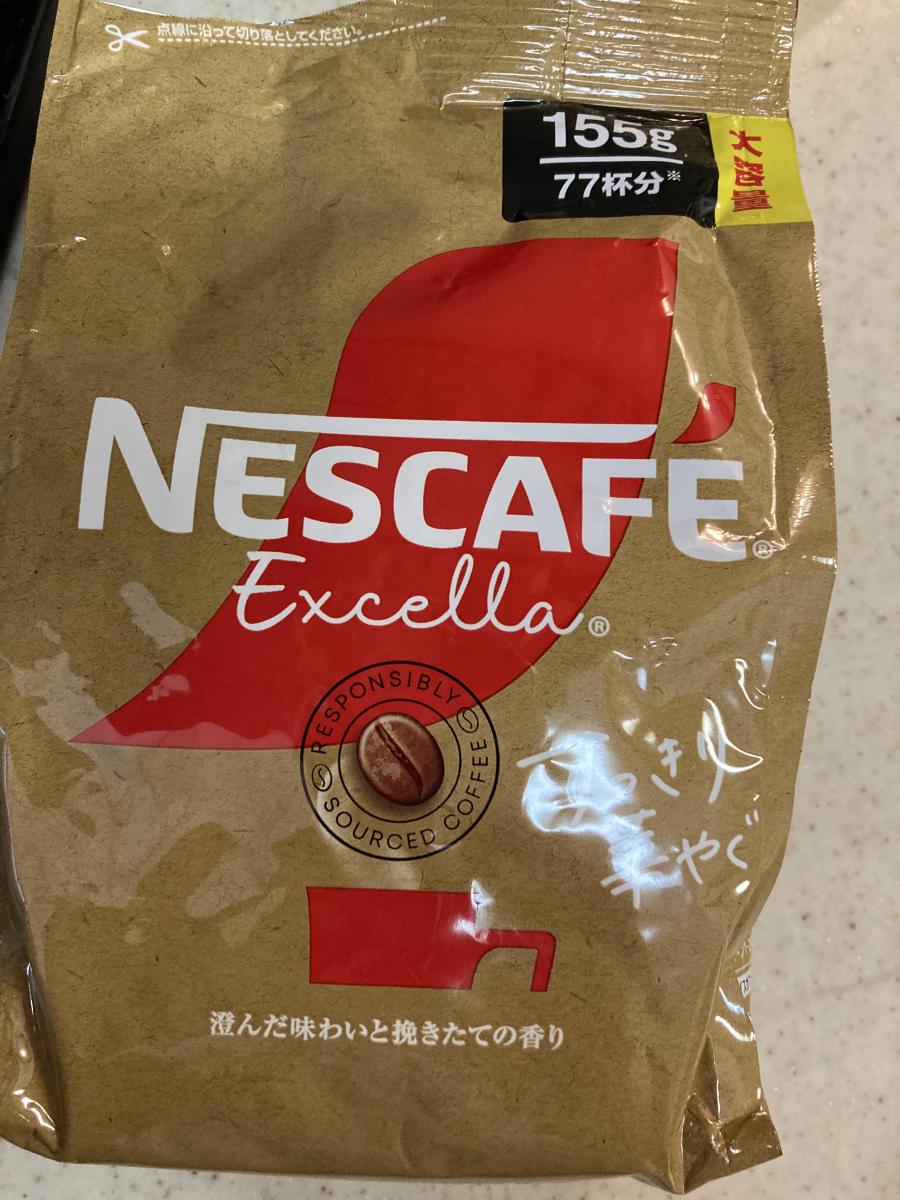 点線に沿って切り落としてください。
155g
77杯分※
大容量
NESCAFÉ®
Excella®
RESPONSIBLY
SOURCED COFFEE
すっきり
華やぐ
澄んだ味わいと挽きたての香り